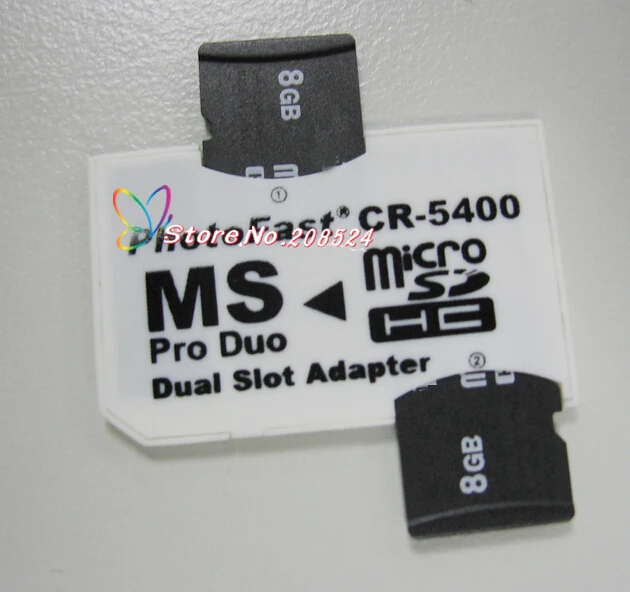 8GB
①
PhotoFast® CR-5400
Store No.208524
MS
micro
SD
HC
Pro Duo
Dual Slot Adapter
②
8GB